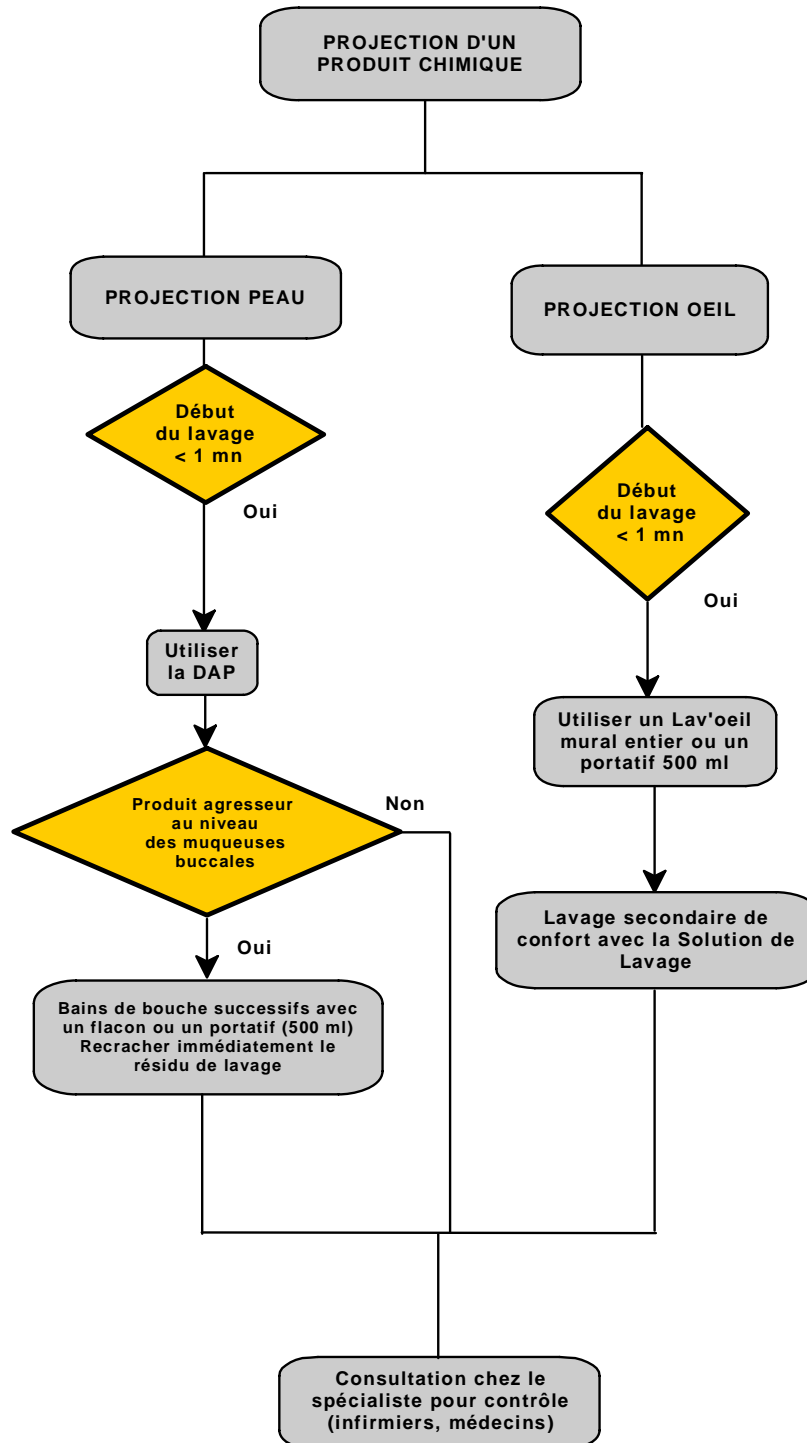 PROJECTION D'UN
PRODUIT CHIMIQUE
PROJECTION PEAU
PROJECTION OEIL
Début
du lavage
< 1 mn
Oui
Début
du lavage
< 1 mn
Oui
Utiliser
la DAP
Utiliser un Lav'oeil
mural entier ou un
portatif 500 ml
Produit agresseur
au niveau
des muqueuses
buccales
Non
Oui
Lavage secondaire de
confort avec la Solution de
Lavage
Bains de bouche successifs avec
un flacon ou un portatif (500 ml)
Recracher immédiatement le
résidu de lavage
Consultation chez le
spécialiste pour contrôle
(infirmiers, médecins)